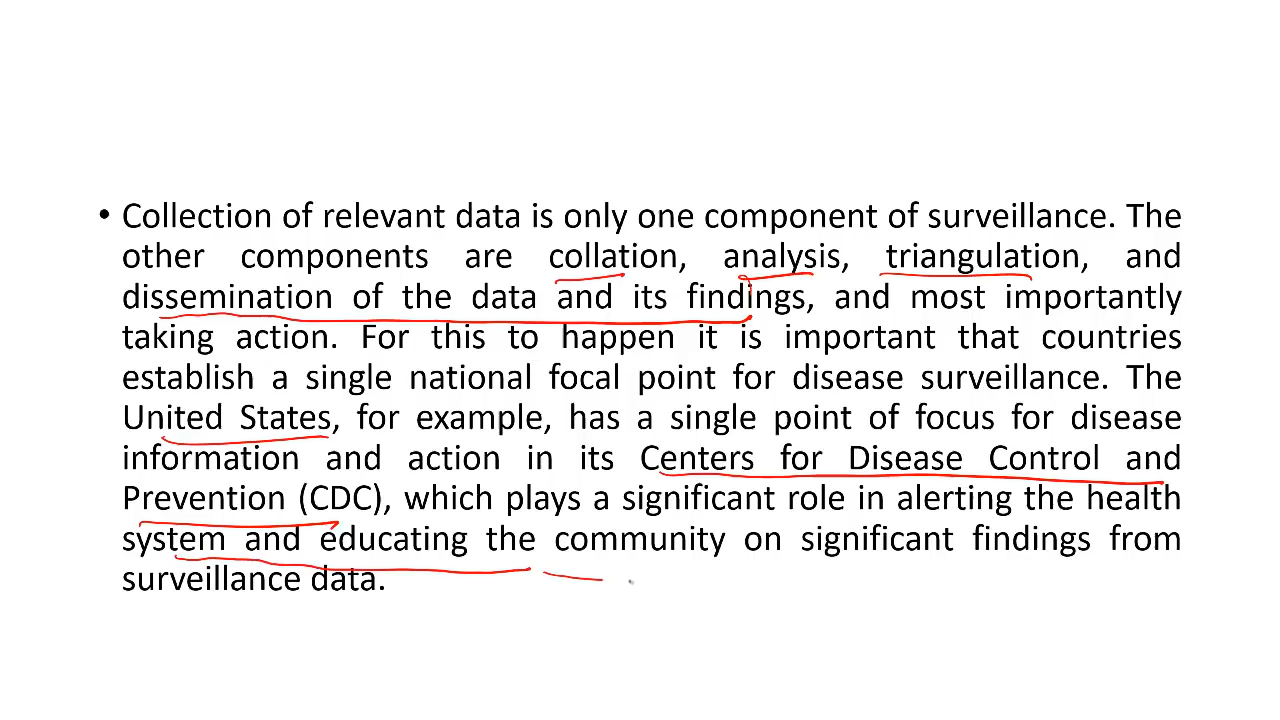 • Collection of relevant data is only one component of surveillance. The
other components are collation, analysis, triangulation, and
dissemination of the data and its findings, and most importantly
taking action. For this to happen it is important that countries
establish a single national focal point for disease surveillance. The
United States, for example, has a single point of focus for disease
information and action in its Centers for Disease Control and
Prevention (CDC), which plays a significant role in alerting the health
system and educating the community on significant findings from
surveillance data.